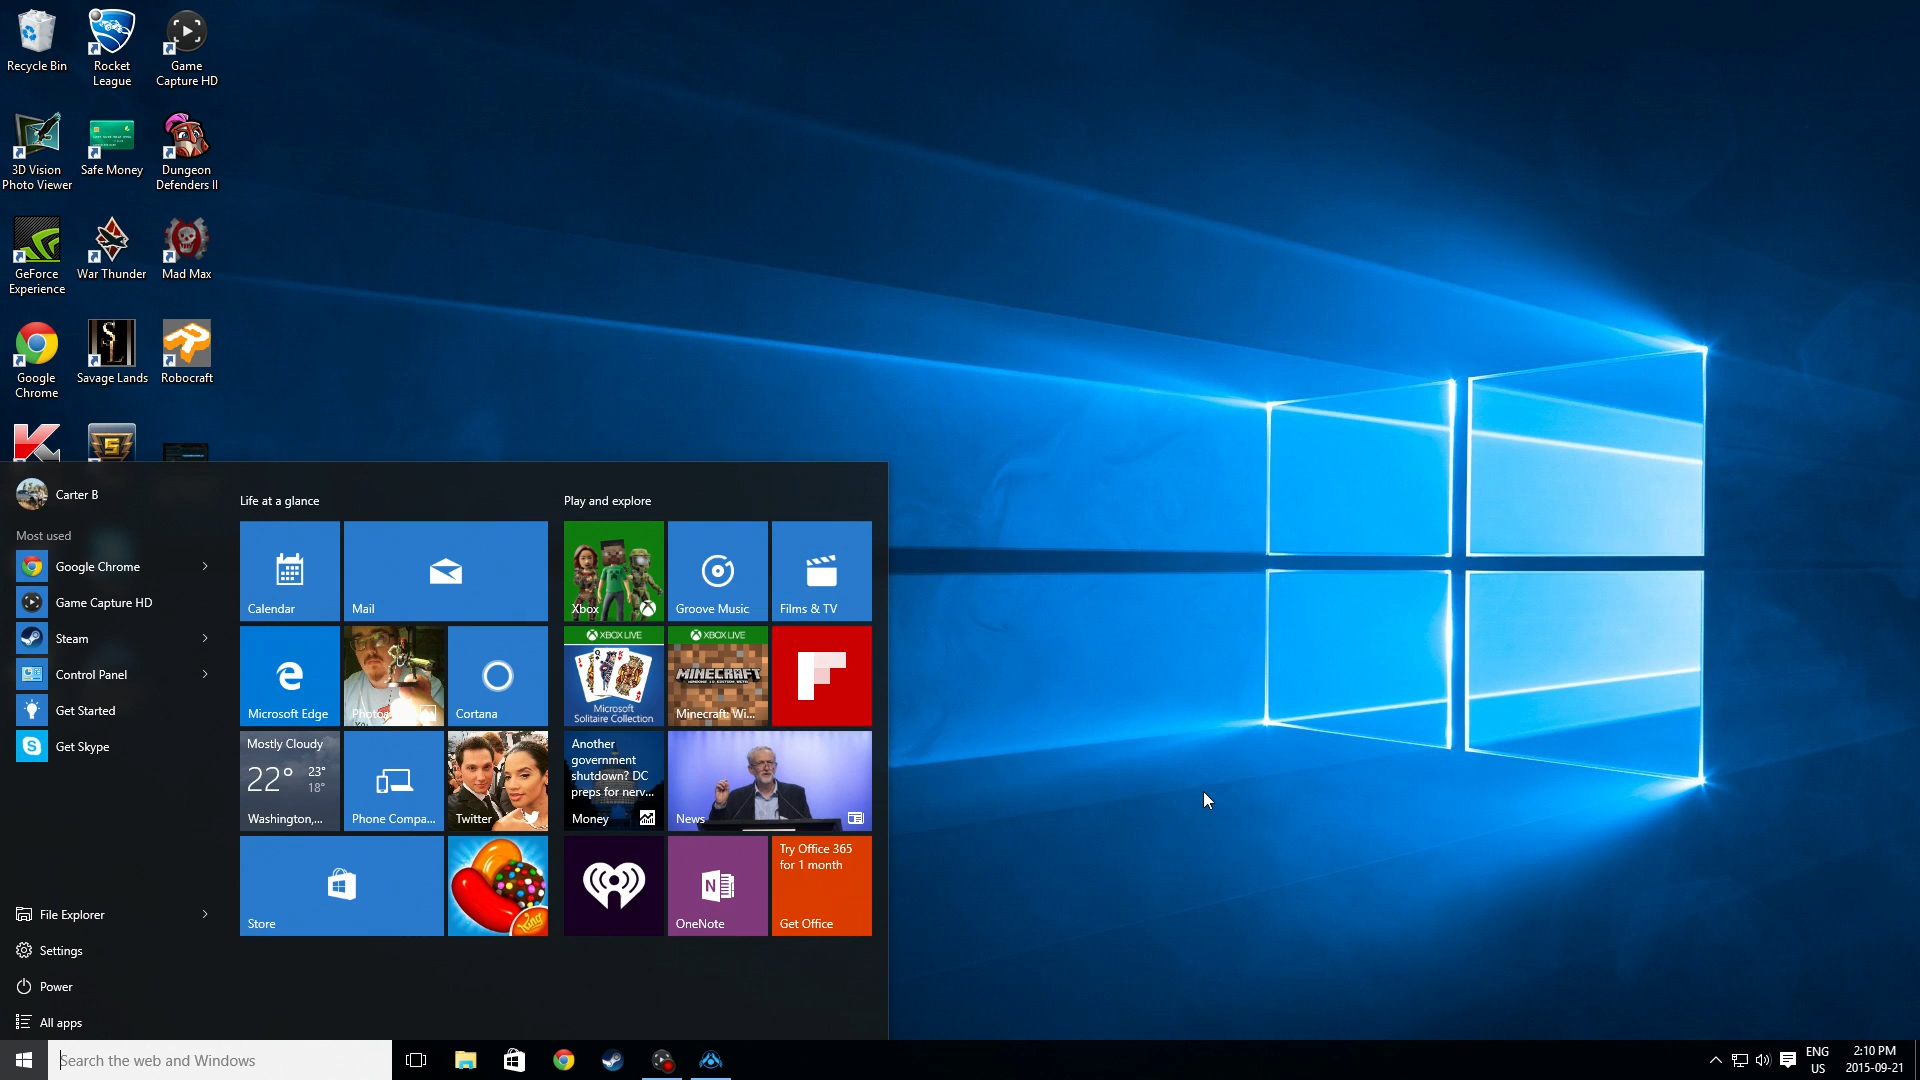 Recycle Bin
Rocket
League
Game
Capture HD
3D Vision
Photo Viewer
Safe Money
Dungeon
Defenders II
GeForce
Experience
War Thunder
Mad Max
Google
Chrome
Savage Lands
Robocraft
Carter B
Most used
Google Chrome
Game Capture HD
Steam
Control Panel
Get Started
Get Skype
File Explorer
Settings
Power
All apps
Life at a glance
Calendar
Mail
Microsoft Edge
Photos
Cortana
Mostly Cloudy
22°
23°
18°
Washington,...
Phone Compa...
Twitter
Store
King
Play and explore
Xbox
Groove Music
Films & TV
XBOX LIVE
Microsoft
Solitaire Collection
XBOX LIVE
MINECRAFT
WINDOWS 10 EDITION BETA
Minecraft: Wi...
Another
government
shutdown? DC
preps for nerv...
Money
News
OneNote
Try Office 365
for 1 month
Get Office
Search the web and Windows
ENG
US
2:10 PM
2015-09-21